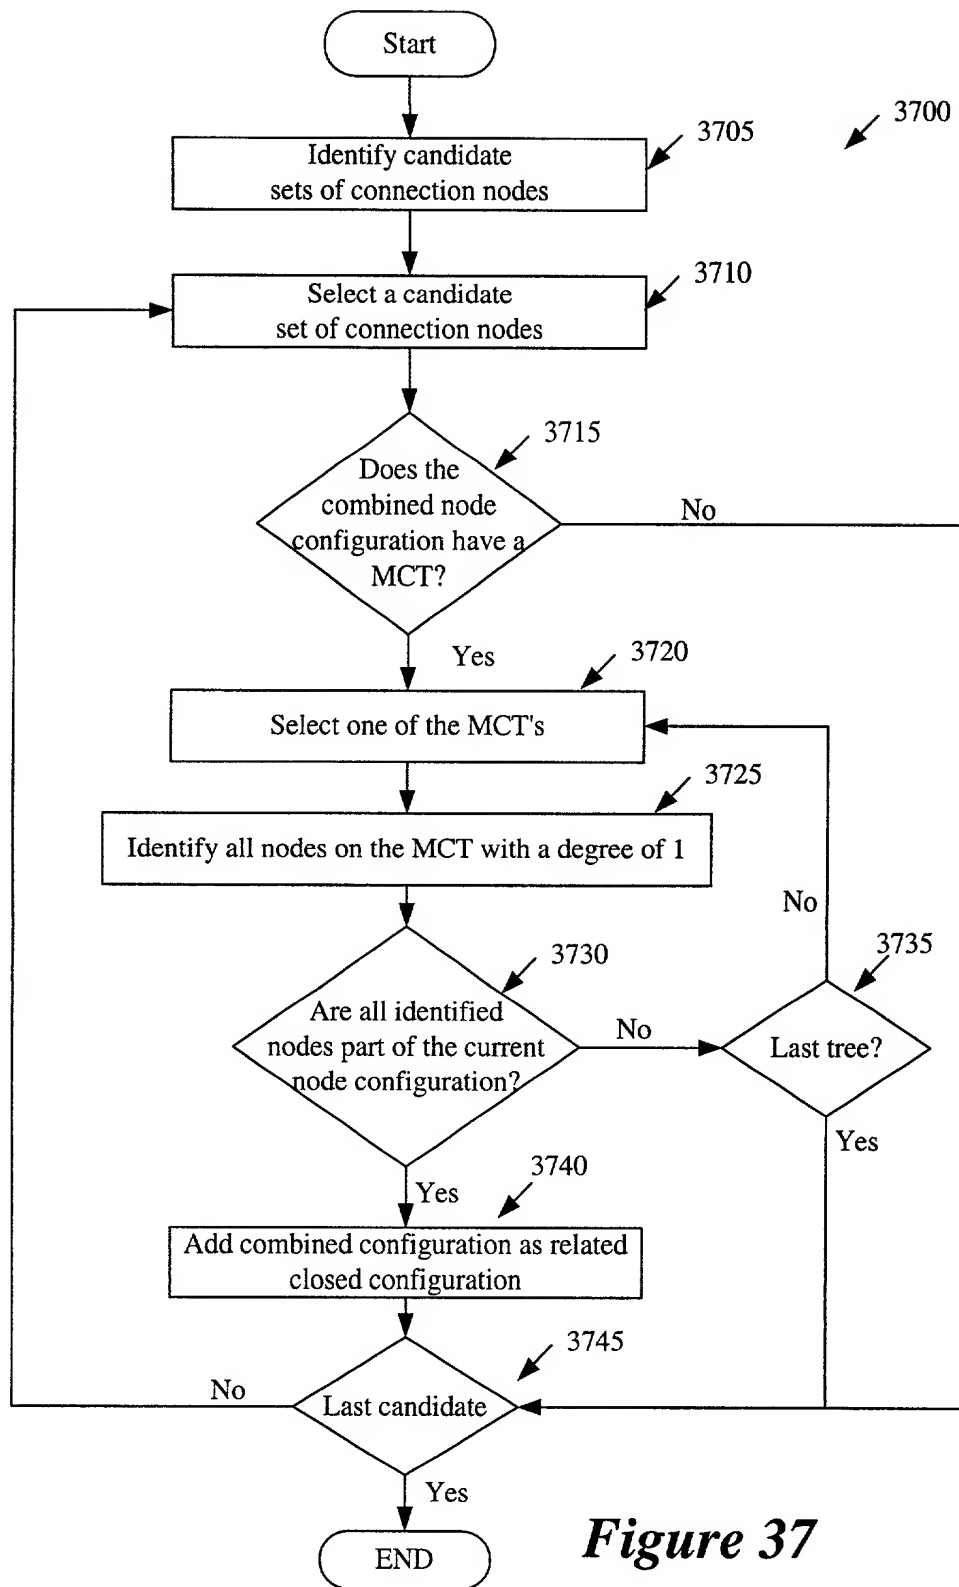 Start
3700
3705
Identify candidate
sets of connection nodes
3710
Select a candidate
set of connection nodes
3715
Does the
combined node
configuration have a
MCT?
No
Yes
3720
Select one of the MCT's
3725
Identify all nodes on the MCT with a degree of 1
No
3730
3735
Are all identified
nodes part of the current
node configuration?
No
Last tree?
Yes
Yes
3740
Add combined configuration as related
closed configuration
3745
No
Last candidate
Yes
END
Figure 37